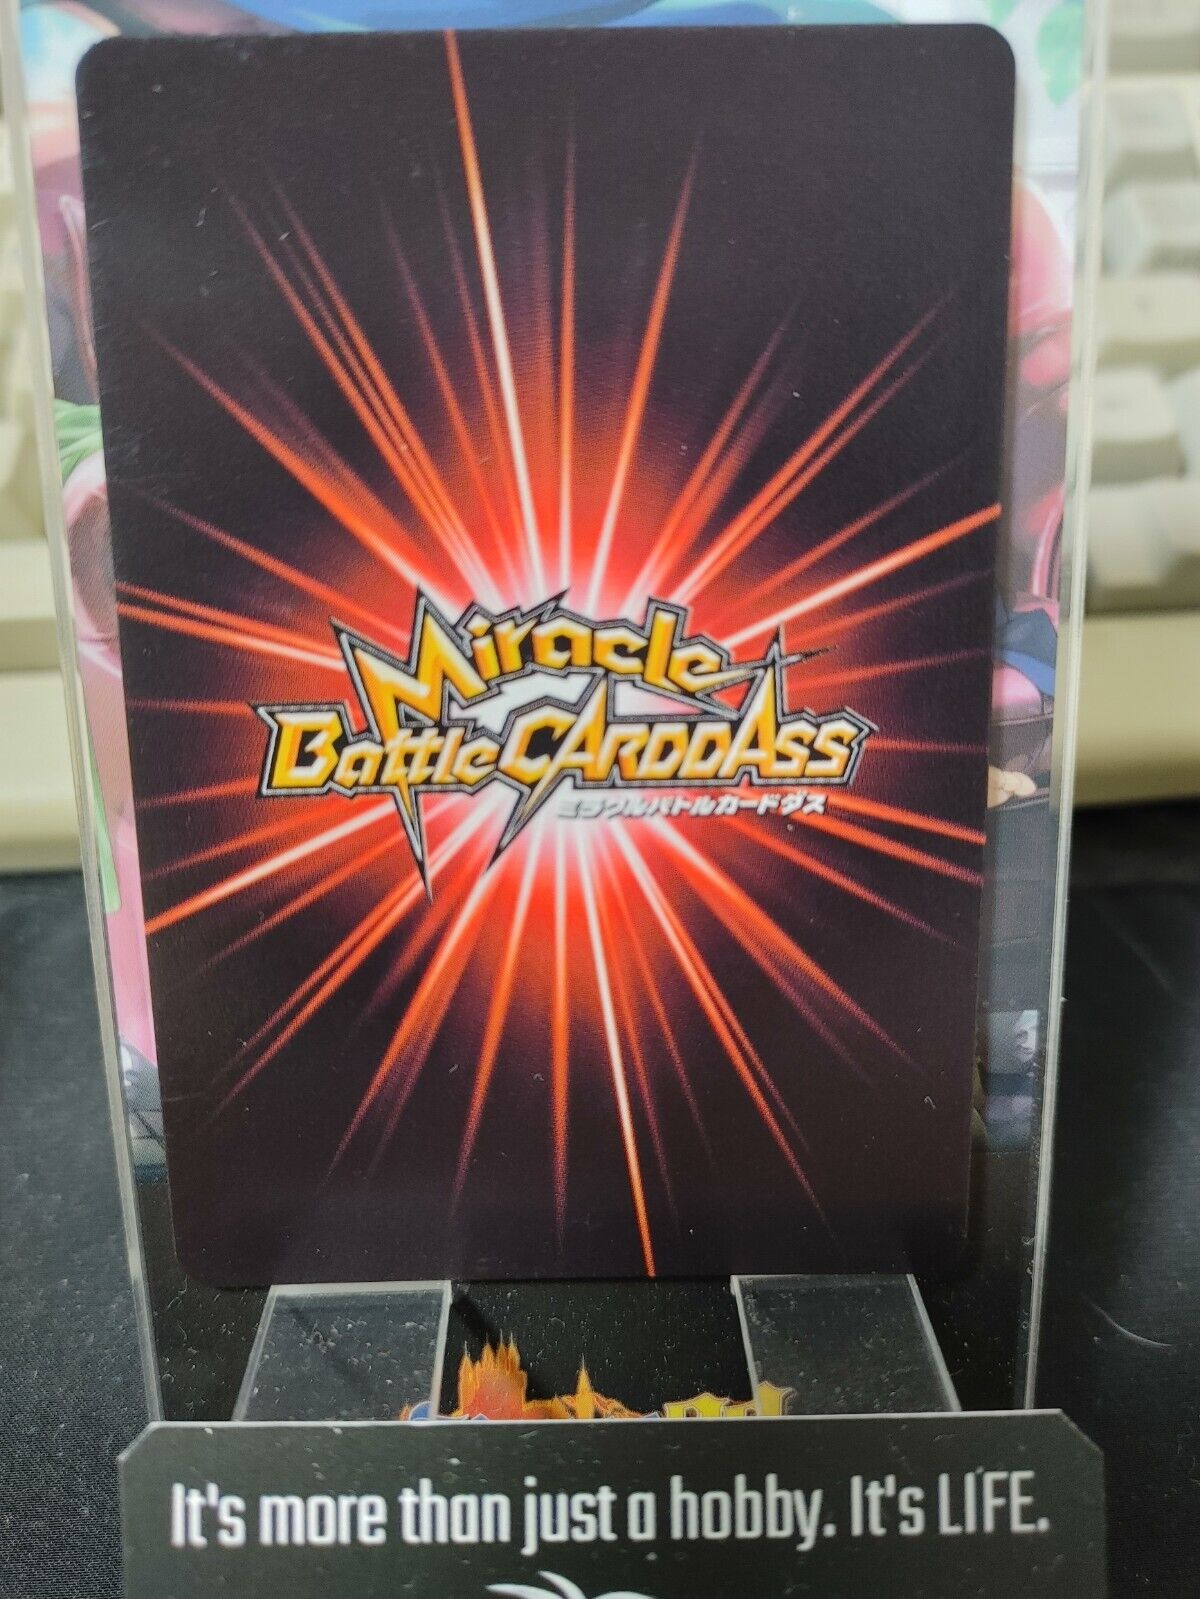 Miracle
Battle CARDDASS
ミラクルバトルカードダス
It's more than just a hobby. It's LIFE.